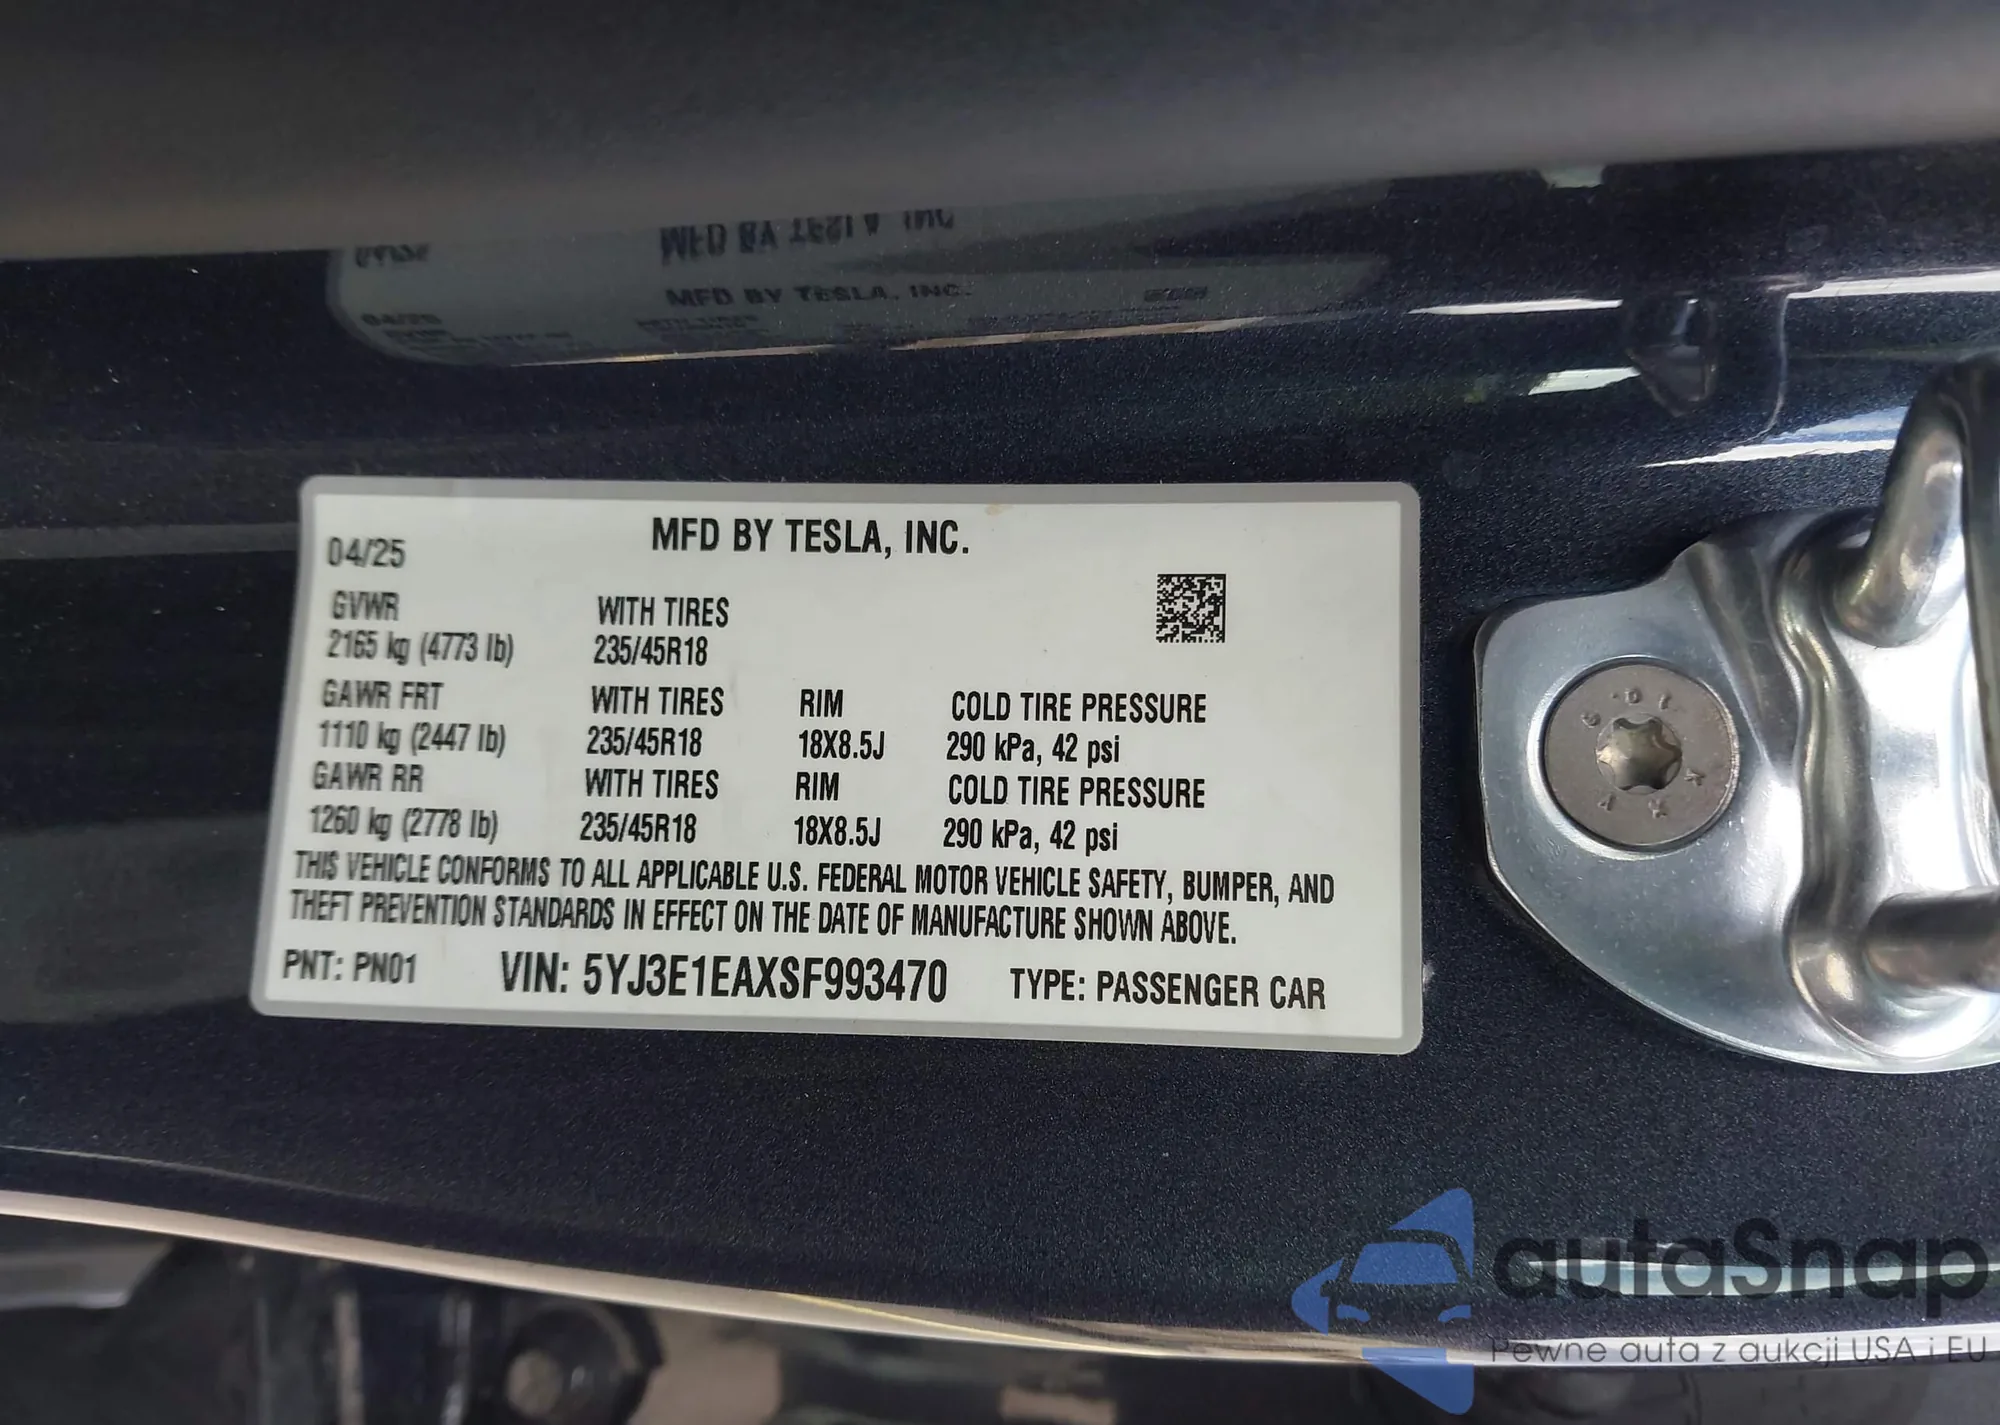 MFD BY TESLA, INC.
04/25
MFD BY TESLA, INC.
04/25
GVWR WITH TIRES
2165 kg (4773 lb) 235/45R18
GAWR FRT WITH TIRES RIM COLD TIRE PRESSURE
1110 kg (2447 lb) 235/45R18 18X8.5J 290 kPa, 42 psi
GAWR RR WITH TIRES RIM COLD TIRE PRESSURE
1260 kg (2778 lb) 235/45R18 18X8.5J 290 kPa, 42 psi
THIS VEHICLE CONFORMS TO ALL APPLICABLE U.S. FEDERAL MOTOR VEHICLE SAFETY, BUMPER, AND
THEFT PREVENTION STANDARDS IN EFFECT ON THE DATE OF MANUFACTURE SHOWN ABOVE.
PNT: PN01 VIN: 5YJ3E1EAXSF993470 TYPE: PASSENGER CAR
autaSnap
Pewne auta z aukcji USA i EU